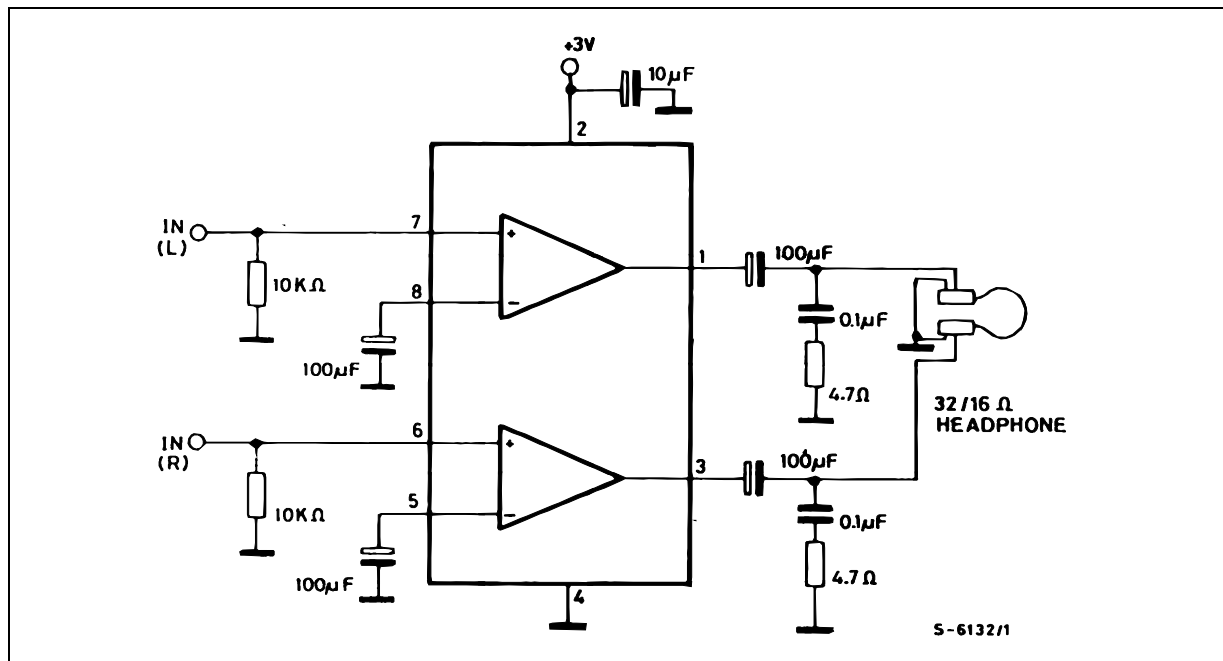 +3V
10µF
2
IN
(L)
7
10KΩ
8
100µF
1
100µF
0.1µF
4.7Ω
32/16 Ω
HEADPHONE
IN
(R)
6
10KΩ
5
100µF
3
100µF
0.1µF
4.7Ω
4
S-6132/1
+
−
+
−